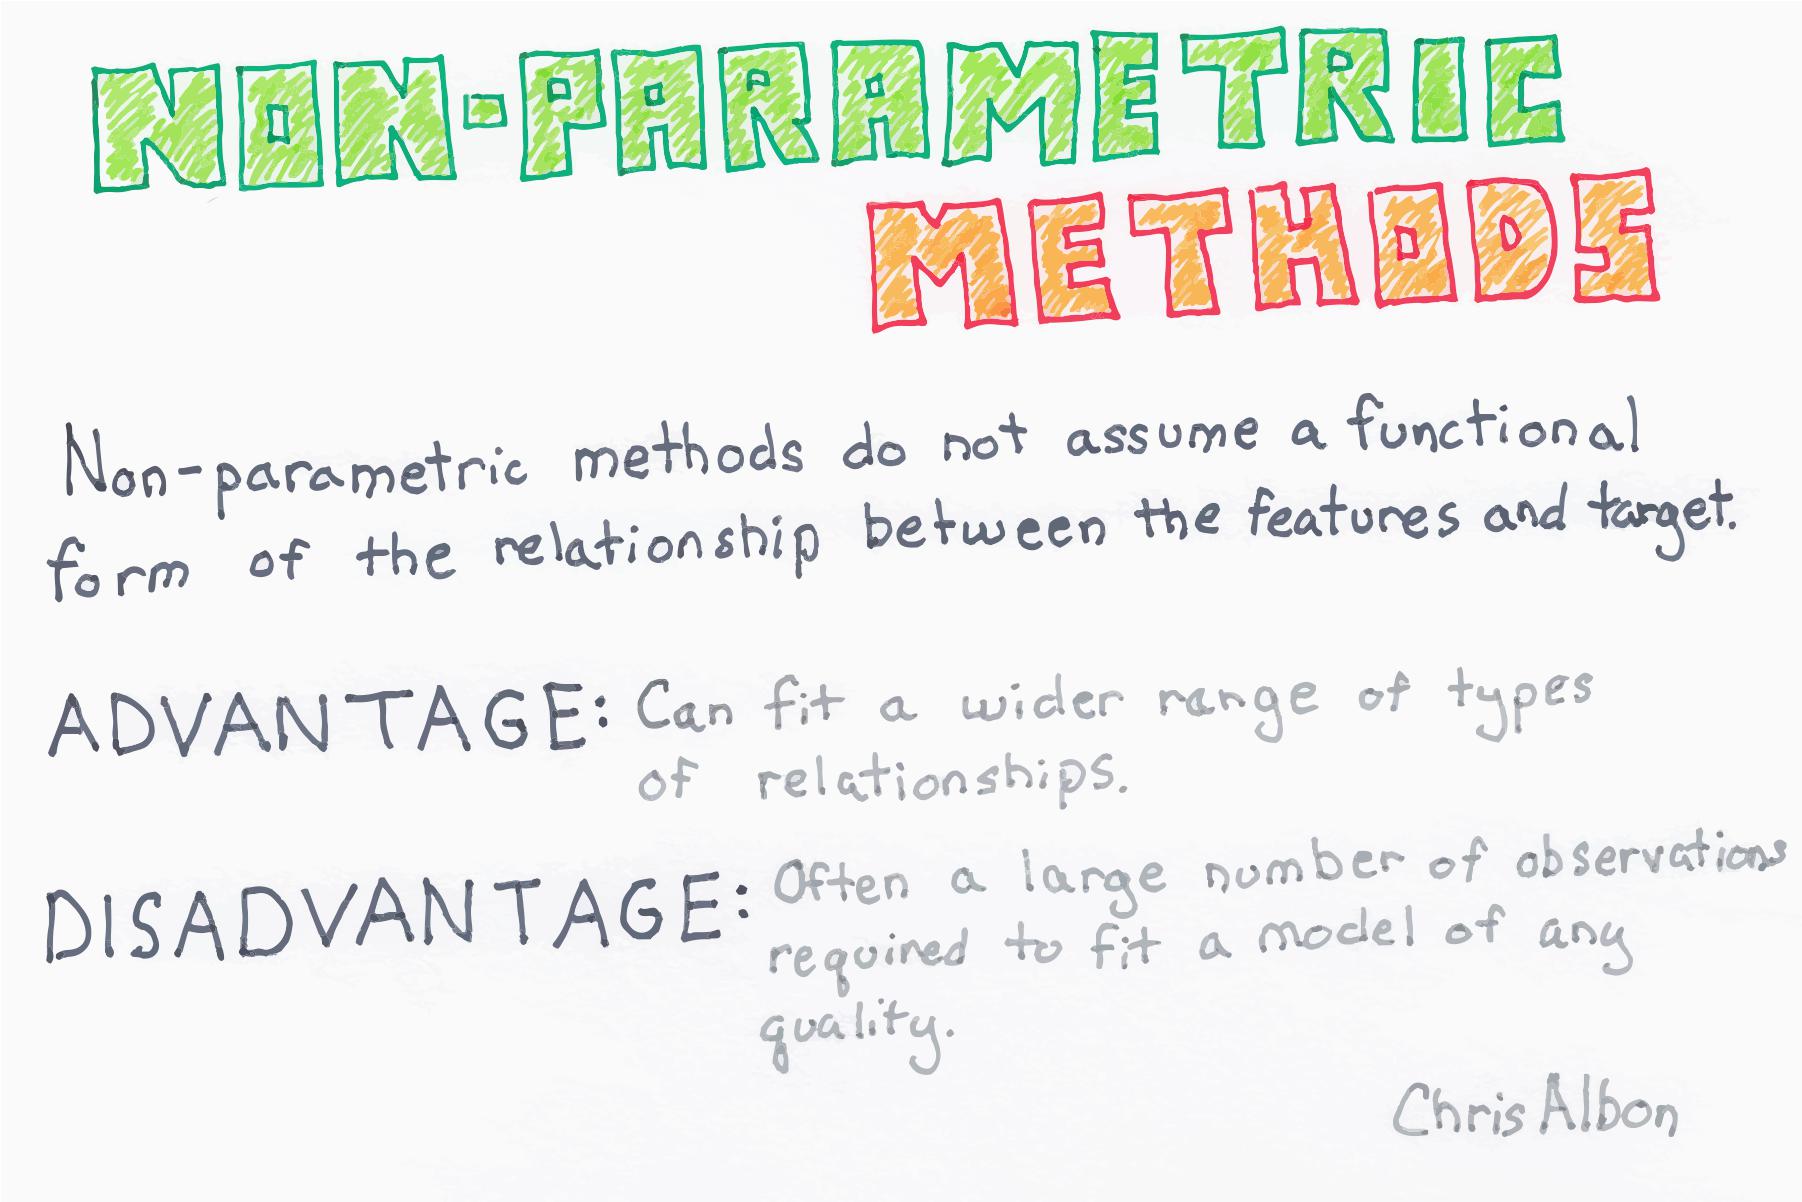 NON-PARAMETRIC
METHODS
Non-parametric methods do not assume a functional
form of the relationship between the features and target.
ADVANTAGE: Can fit a wider range of types
of relationships.
DISADVANTAGE: Often a large number of observations
required to fit a model of any
quality.
Chris Albon